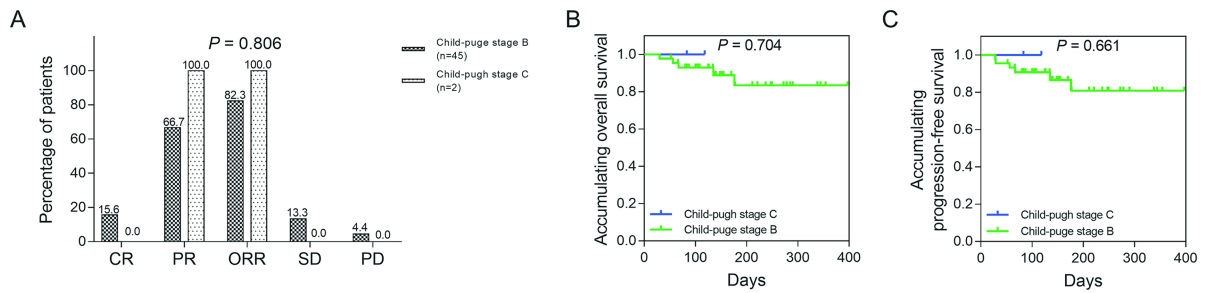 A
P = 0.806
Child-puge stage B
(n=45)
Child-pugh stage C
(n=2)
Percentage of patients
100
80
60
40
20
0
15.6
0.0
66.7
100.0
82.3
100.0
13.3
0.0
4.4
0.0
CR
PR
ORR
SD
PD
B
P = 0.704
Accumulating overall survival
1.0
0.8
0.6
0.4
0.2
0.0
Child-pugh stage C
Child-puge stage B
0
100
200
300
400
Days
C
P = 0.661
Accumulating
progression-free survival
1.0
0.8
0.6
0.4
0.2
0.0
Child-pugh stage C
Child-puge stage B
0
100
200
300
400
Days